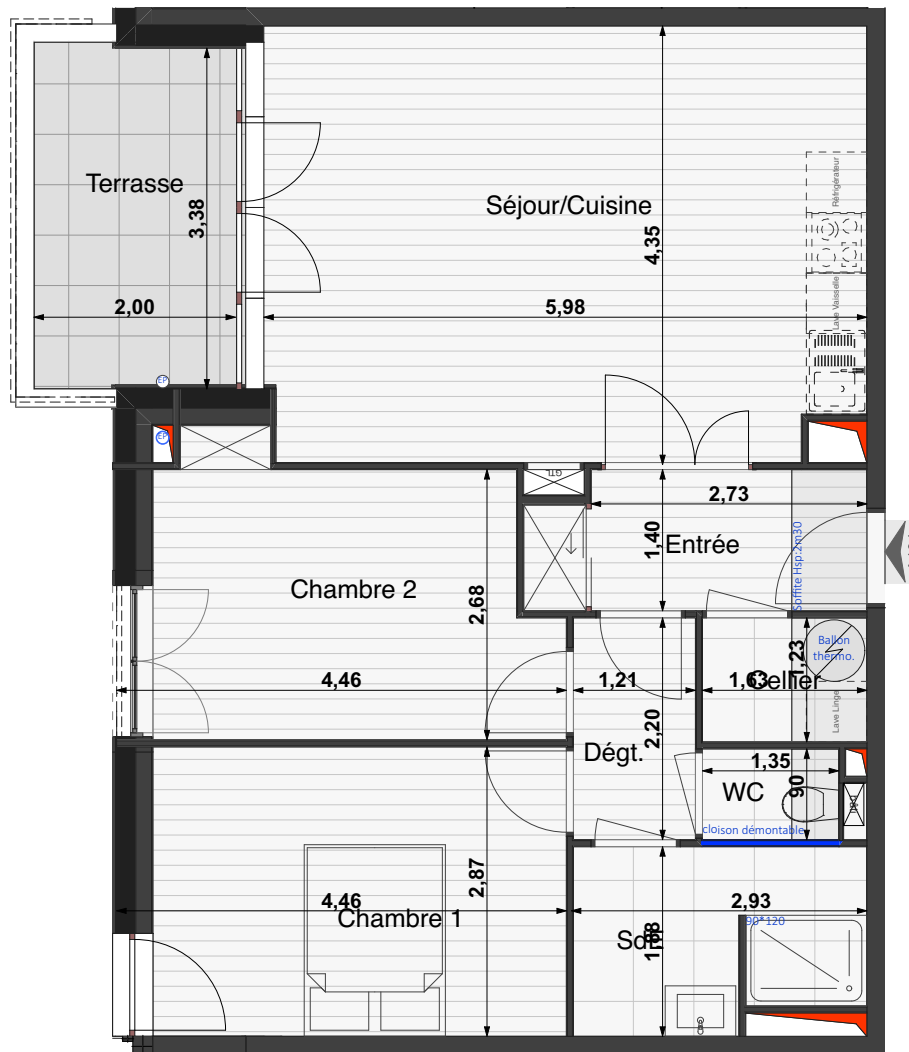 Terrasse
3,38
2,00
EP
Séjour/Cuisine
4,35
5,98
Réfrigérateur
Lave Vaisselle
EP
GTL
2,73
1,40
Entrée
Soffite Hsp:2m30
Chambre 2
2,68
4,46
1,21
2,20
Dégt.
Ballon
thermo.
1,23
1,63
Cellier
Lave Linge
1,35
WC
90
cloison démontable
Chambre 1
2,87
4,46
2,93
90*120
SdB
1,88